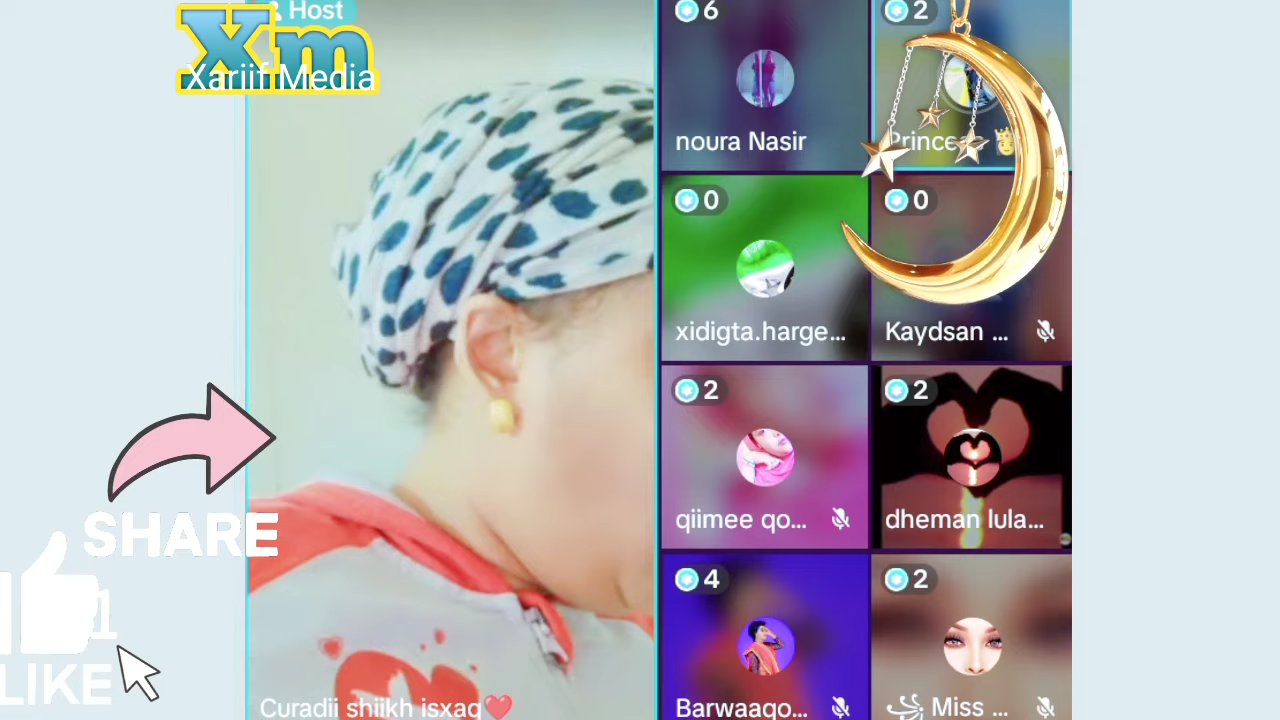 Host
Xm
Xariif Media
6
noura Nasir
2
0
xidigta.harge...
0
Kaydsan ...
2
qiimee qo...
2
dheman lula...
4
Barwaaqo...
2
Miss ...
SHARE
LIKE
Curadii shiikh isxaq❤️